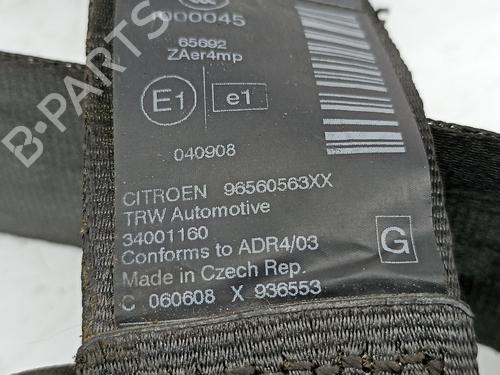 000045
65692
ZAer4mp
E1
e1
040908
CITROEN 96560563XX
TRW Automotive
34001160
Conforms to ADR4/03
Made in Czech Rep.
C 060608 X 936553
G